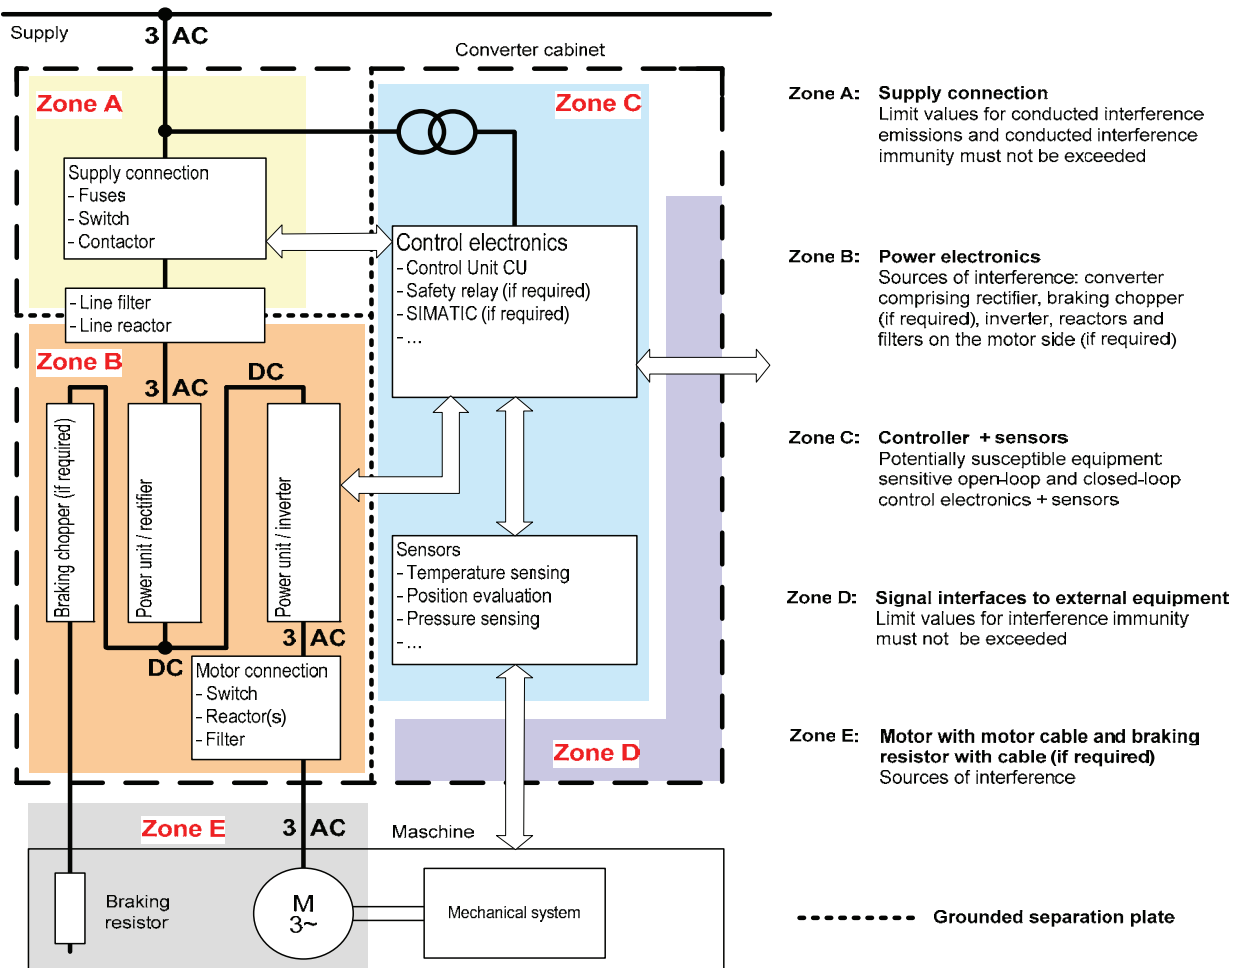 Supply
3 AC
Converter cabinet
Zone A
Zone C
Supply connection
- Fuses
- Switch
- Contactor
Control electronics
- Control Unit CU
- Safety relay (if required)
- SIMATIC (if required)
- ...
- Line filter
- Line reactor
Zone B
3 AC
DC
Braking chopper (if required)
Power unit / rectifier
Power unit / inverter
Sensors
- Temperature sensing
- Position evaluation
- Pressure sensing
- ...
3 AC
DC
Motor connection
- Switch
- Reactor(s)
- Filter
Zone D
Zone E
3 AC
Maschine
Braking
resistor
M
3~
Mechanical system
Zone A: Supply connection
Limit values for conducted interference
emissions and conducted interference
immunity must not be exceeded
Zone B: Power electronics
Sources of interference: converter
comprising rectifier, braking chopper
(if required), inverter, reactors and
filters on the motor side (if required)
Zone C: Controller + sensors
Potentially susceptible equipment:
sensitive open-loop and closed-loop
control electronics + sensors
Zone D: Signal interfaces to external equipment
Limit values for interference immunity
must not be exceeded
Zone E: Motor with motor cable and braking
resistor with cable (if required)
Sources of interference
Grounded separation plate